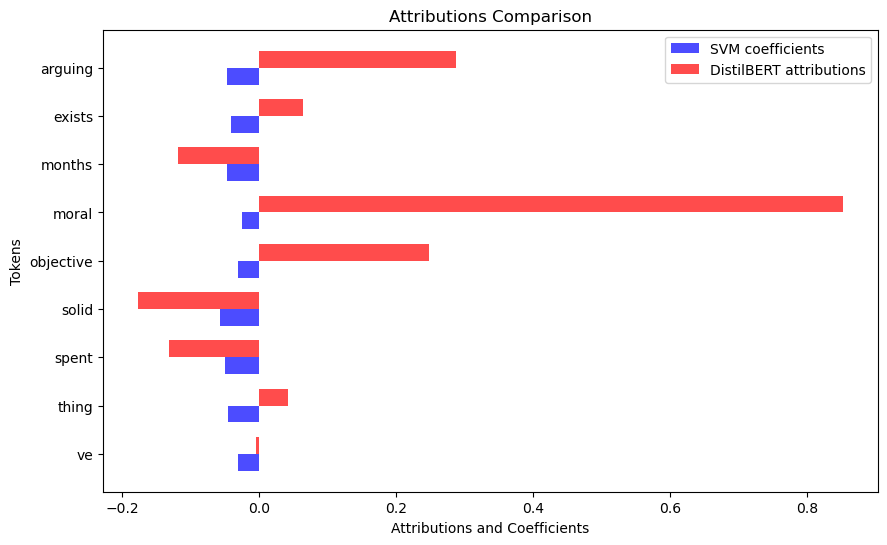 Attributions Comparison
SVM coefficients
DistilBERT attributions
Tokens
arguing
exists
months
moral
objective
solid
spent
thing
ve
−0.2 0.0 0.2 0.4 0.6 0.8
Attributions and Coefficients